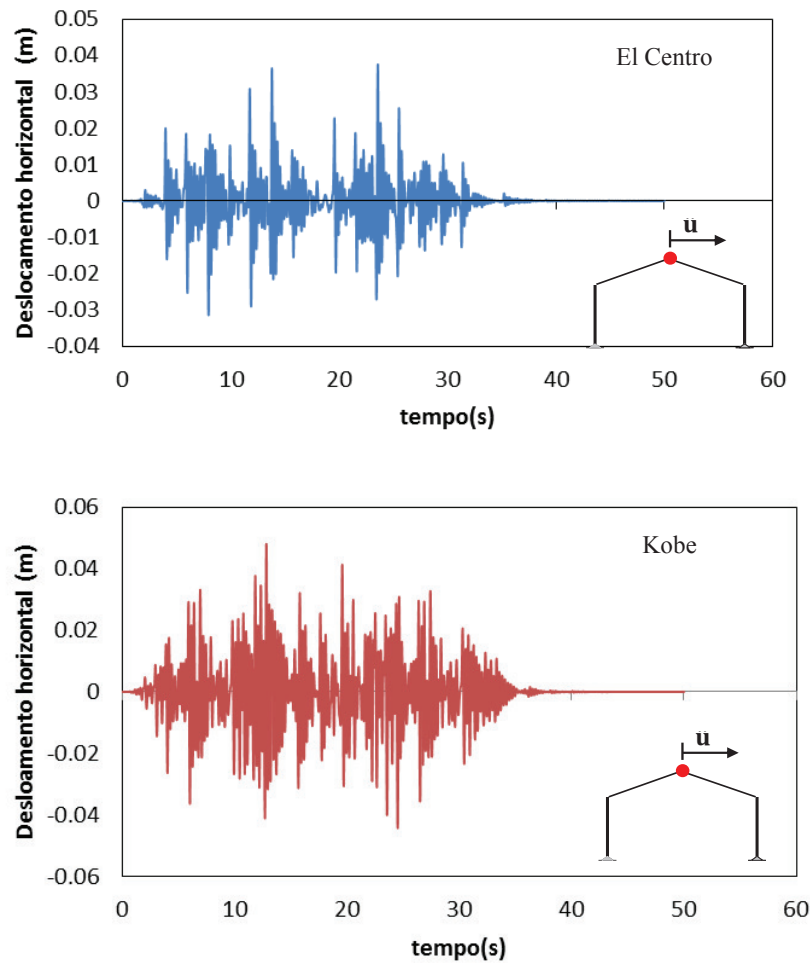 0.05
El Centro
0.04
0.03
0.02
0.01
0
-0.01
-0.02
-0.03
-0.04
Deslocamento horizontal (m)
ü
0 10 20 30 40 50 60
tempo(s)
0.06
Kobe
0.04
0.02
0
-0.02
-0.04
-0.06
Desloamento horizontal (m)
ü
0 10 20 30 40 50 60
tempo(s)